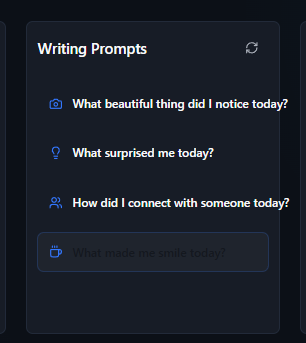 Writing Prompts
What beautiful thing did I notice today?
What surprised me today?
How did I connect with someone today?
What made me smile today?